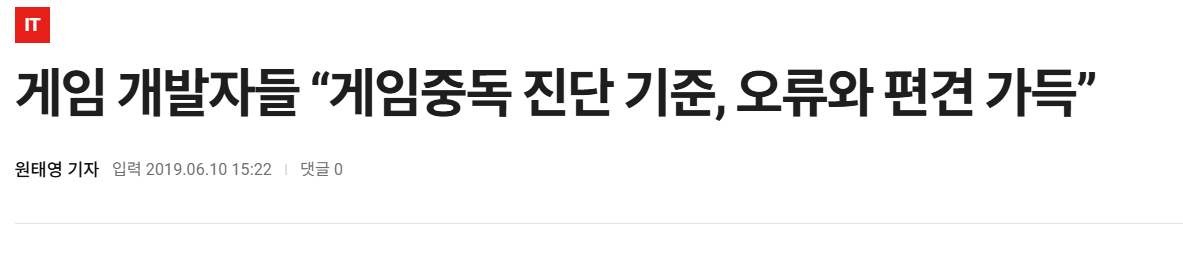 IT
게임 개발자들 “게임중독 진단 기준, 오류와 편견 가득”
원태영 기자 입력 2019.06.10 15:22 댓글 0